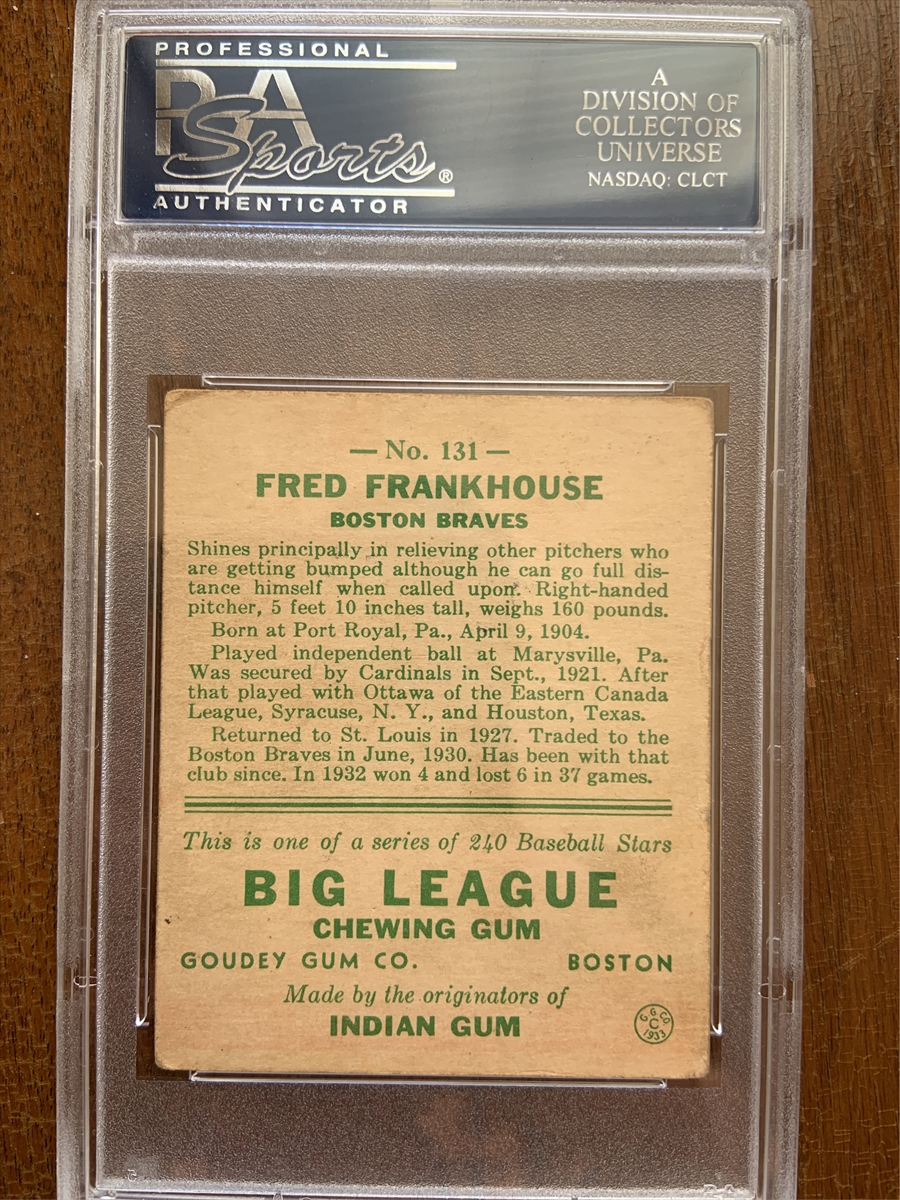 PROFESSIONAL
PSA
Sports®
AUTHENTICATOR
A
DIVISION OF
COLLECTORS
UNIVERSE
NASDAQ: CLCT
— No. 131 —
FRED FRANKHOUSE
BOSTON BRAVES
Shines principally in relieving other pitchers who
are getting bumped although he can go full dis-
tance himself when called upon. Right-handed
pitcher, 5 feet 10 inches tall, weighs 160 pounds.
Born at Port Royal, Pa., April 9, 1904.
Played independent ball at Marysville, Pa.
Was secured by Cardinals in Sept., 1921. After
that played with Ottawa of the Eastern Canada
League, Syracuse, N. Y., and Houston, Texas.
Returned to St. Louis in 1927. Traded to the
Boston Braves in June, 1930. Has been with that
club since. In 1932 won 4 and lost 6 in 37 games.
This is one of a series of 240 Baseball Stars
BIG LEAGUE
CHEWING GUM
GOUDEY GUM CO. BOSTON
Made by the originators of
INDIAN GUM
G.G.CO
C
1933